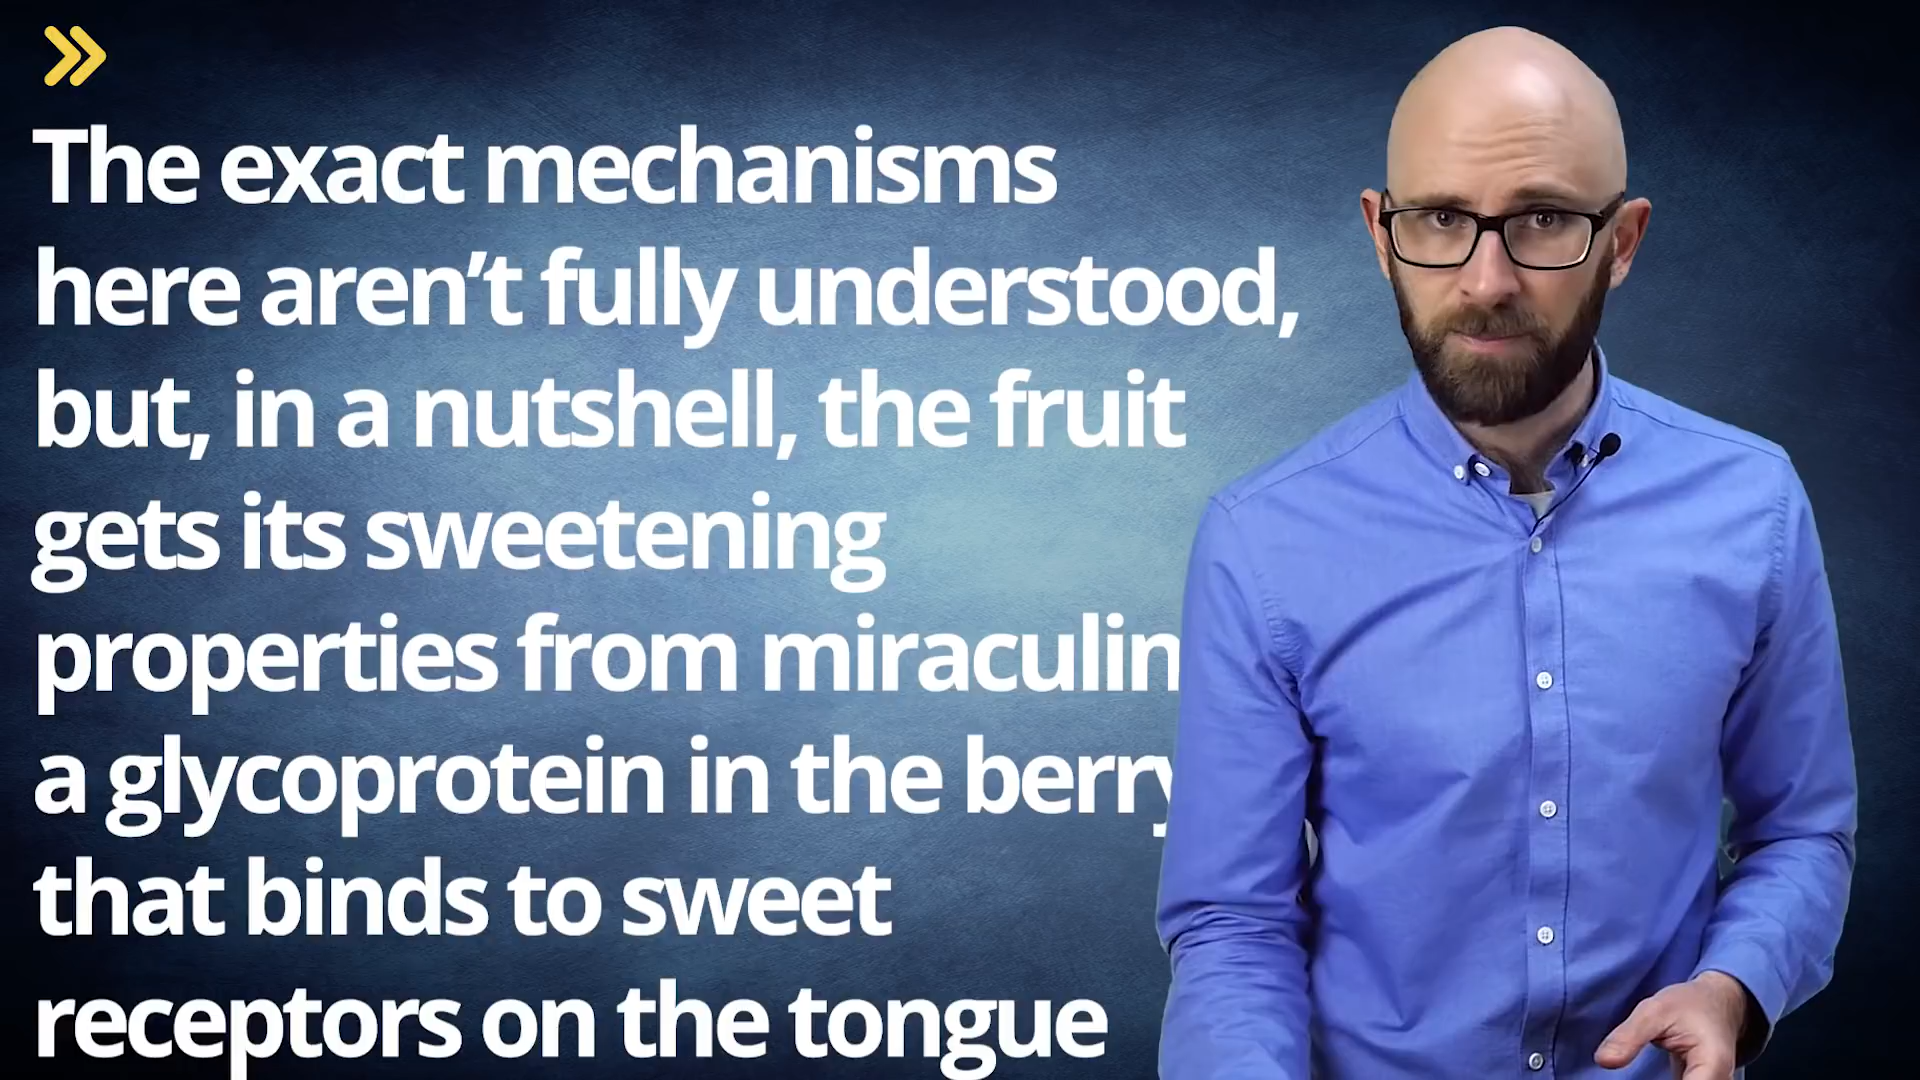 The exact mechanisms
here aren’t fully understood,
but, in a nutshell, the fruit
gets its sweetening
properties from miraculin
a glycoprotein in the berry
that binds to sweet
receptors on the tongue